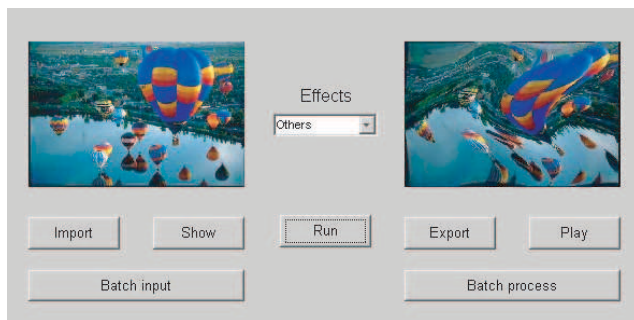 Effects
Others
Import
Show
Run
Export
Play
Batch input
Batch process